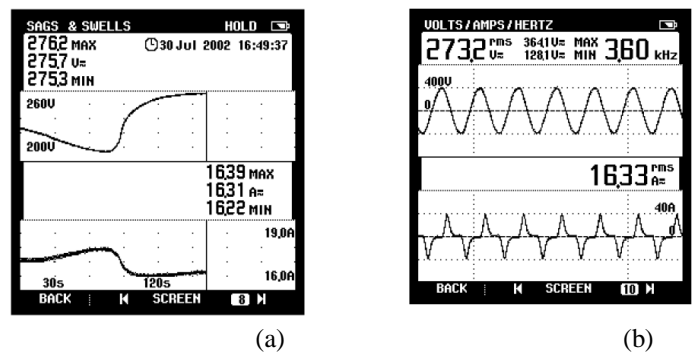 SAGS & SWELLS HOLD
276,2 MAX
30 Jul 2002 16:49:37
275,7 V≂
275,3 MIN
260V
200V
16,39 MAX
16,31 A≂
16,22 MIN
19,0A
16,0A
30s 120s
BACK SCREEN 8
(a)
VOLTS/AMPS/HERTZ
273,2 rms V≂ 364,1 V≂ MAX 3,60 kHz
128,1 V≂ MIN
400V
0
16,33 rms A≂
40A
0
BACK SCREEN 10
(b)